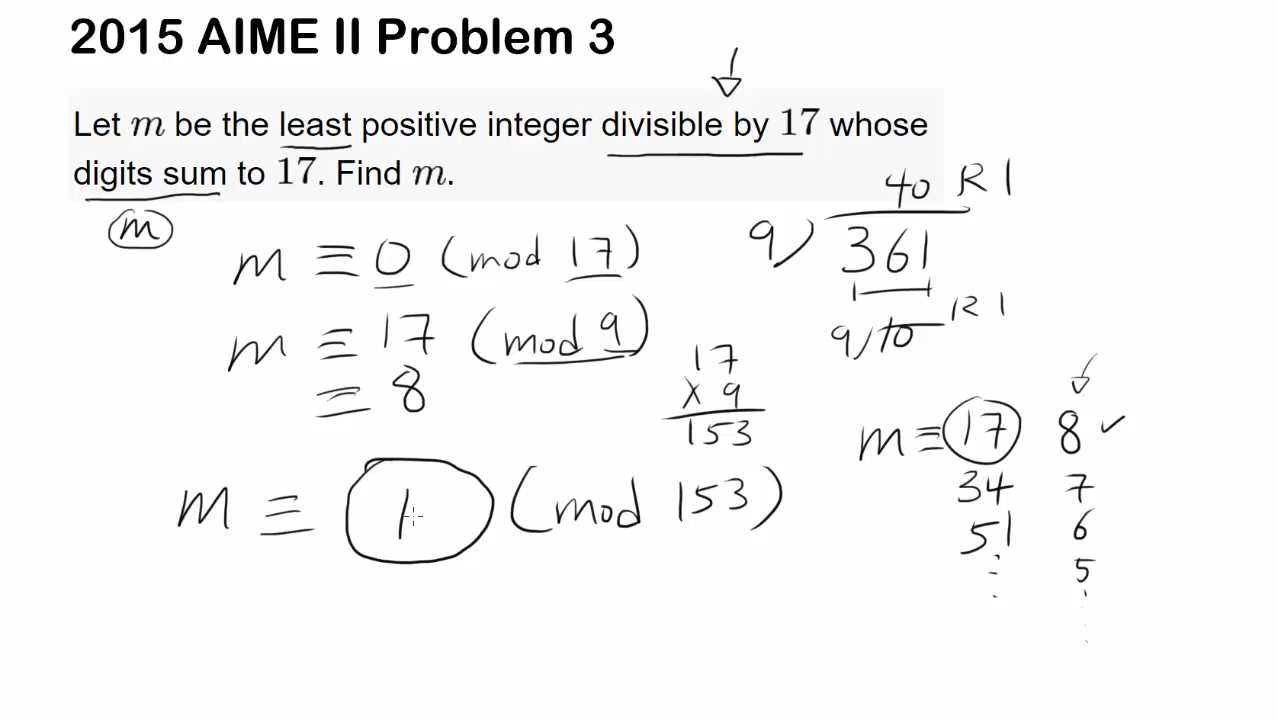 2015 AIME II Problem 3
Let m be the least positive integer divisible by 17 whose
digits sum to 17. Find m.
m
m ≡ 0 (mod 17)
m ≡ 17 (mod 9)
≡ 8
17
× 9
153
m ≡ 1 (mod 153)
40 R 1
9)361
R 1
9)10
m ≡ 17 8 ✓
34 7
51 6
⋮ 5
⋮